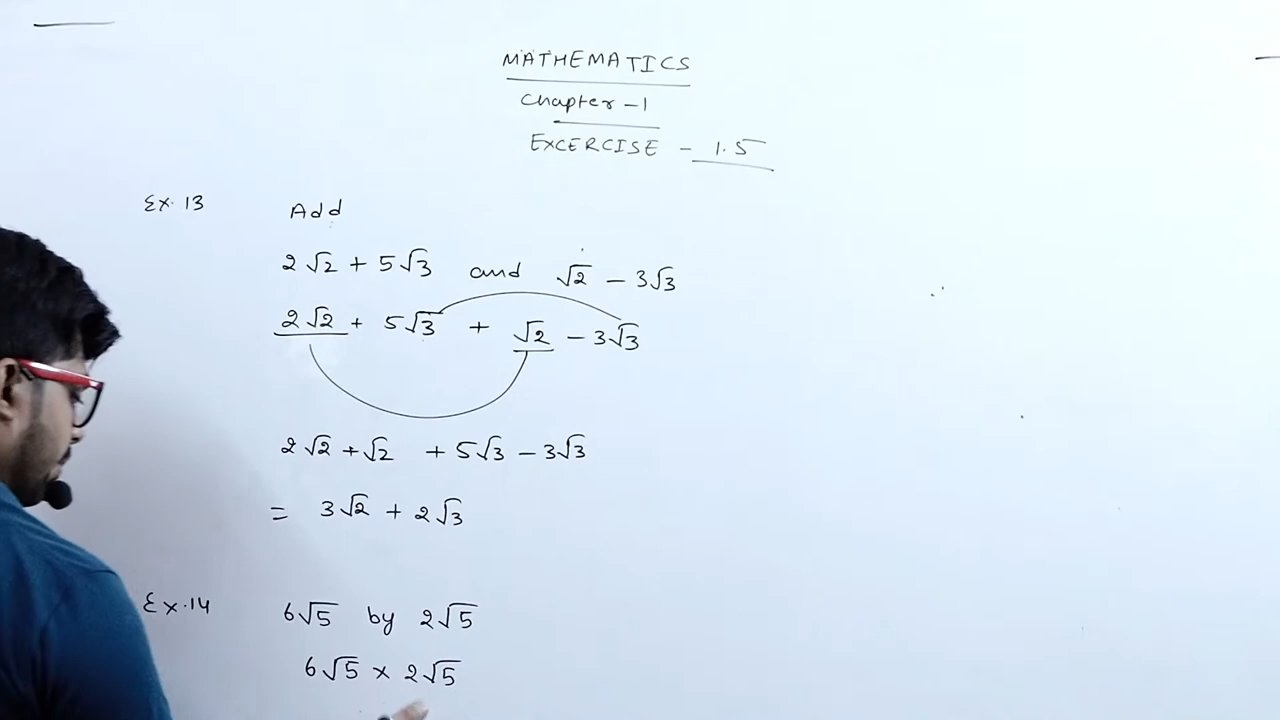 MATHEMATICS
Chapter - 1
EXCERCISE - 1.5
Ex. 13 Add
2√2 + 5√3 and √2 - 3√3
2√2 + 5√3 + √2 - 3√3
2√2 + √2 + 5√3 - 3√3
= 3√2 + 2√3
Ex. 14 6√5 by 2√5
6√5 × 2√5